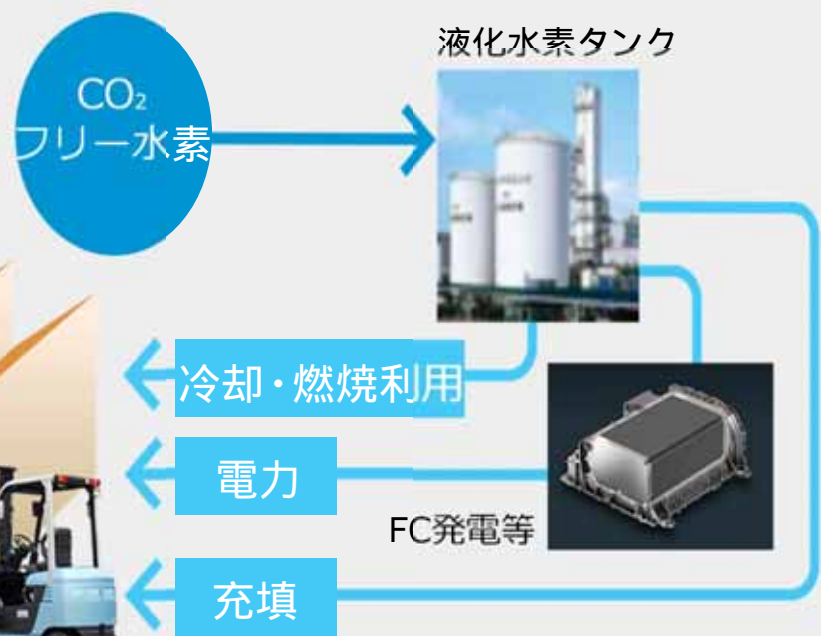 液化水素タンク
CO₂
フリー水素
冷却・燃焼利用
電力
FC発電等
充填